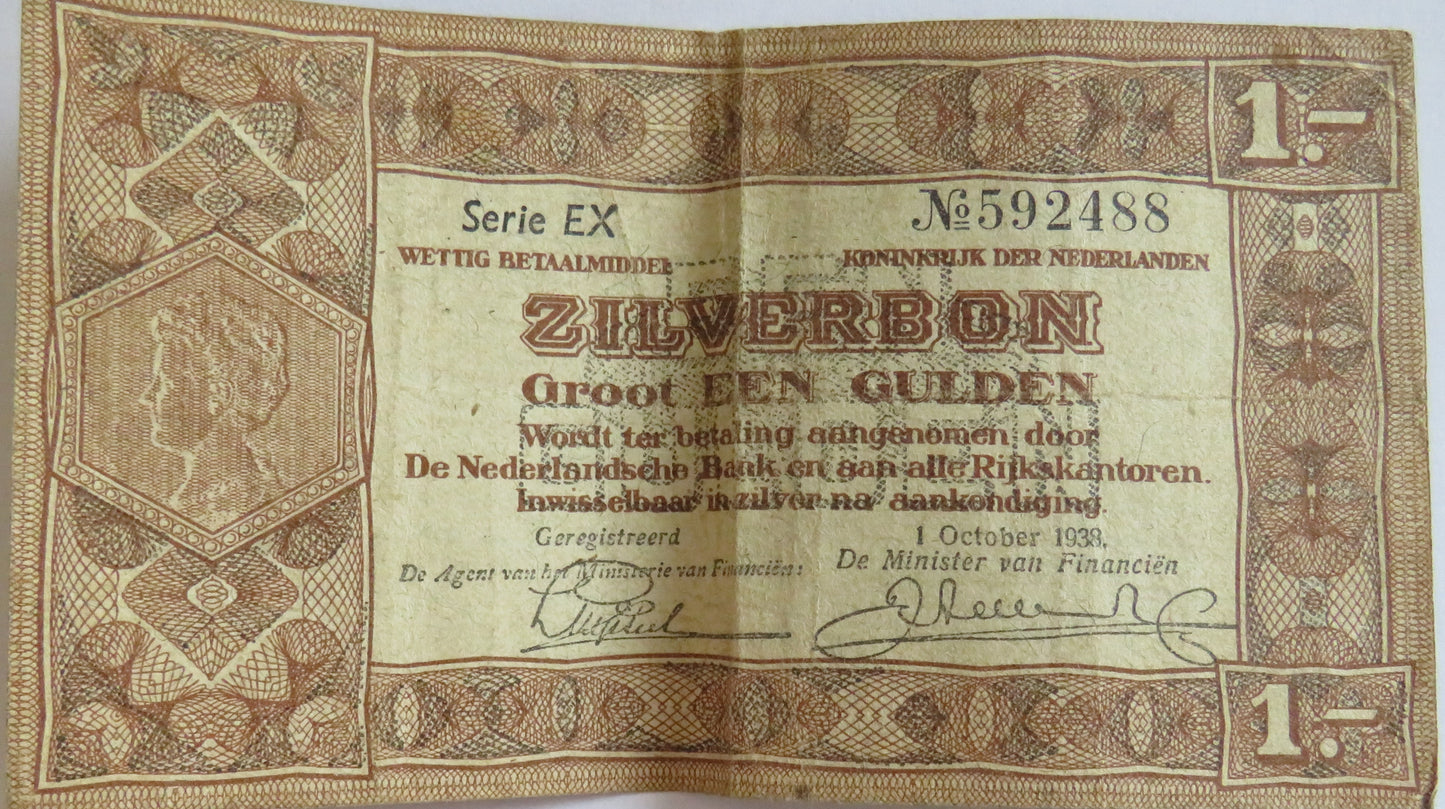 1.-
Serie EX № 592488
WETTIG BETAALMIDDEL KONINKRIJK DER NEDERLANDEN
ZILVERBON
Groot EEN GULDEN
Wordt ter betaling aangenomen door
De Nederlandsche Bank en aan alle Rijkskantoren.
Inwisselbaar in zilver na aankondiging.
Geregistreerd 1 October 1938,
De Agent van het Ministerie van Financiën: De Minister van Financiën
1.-